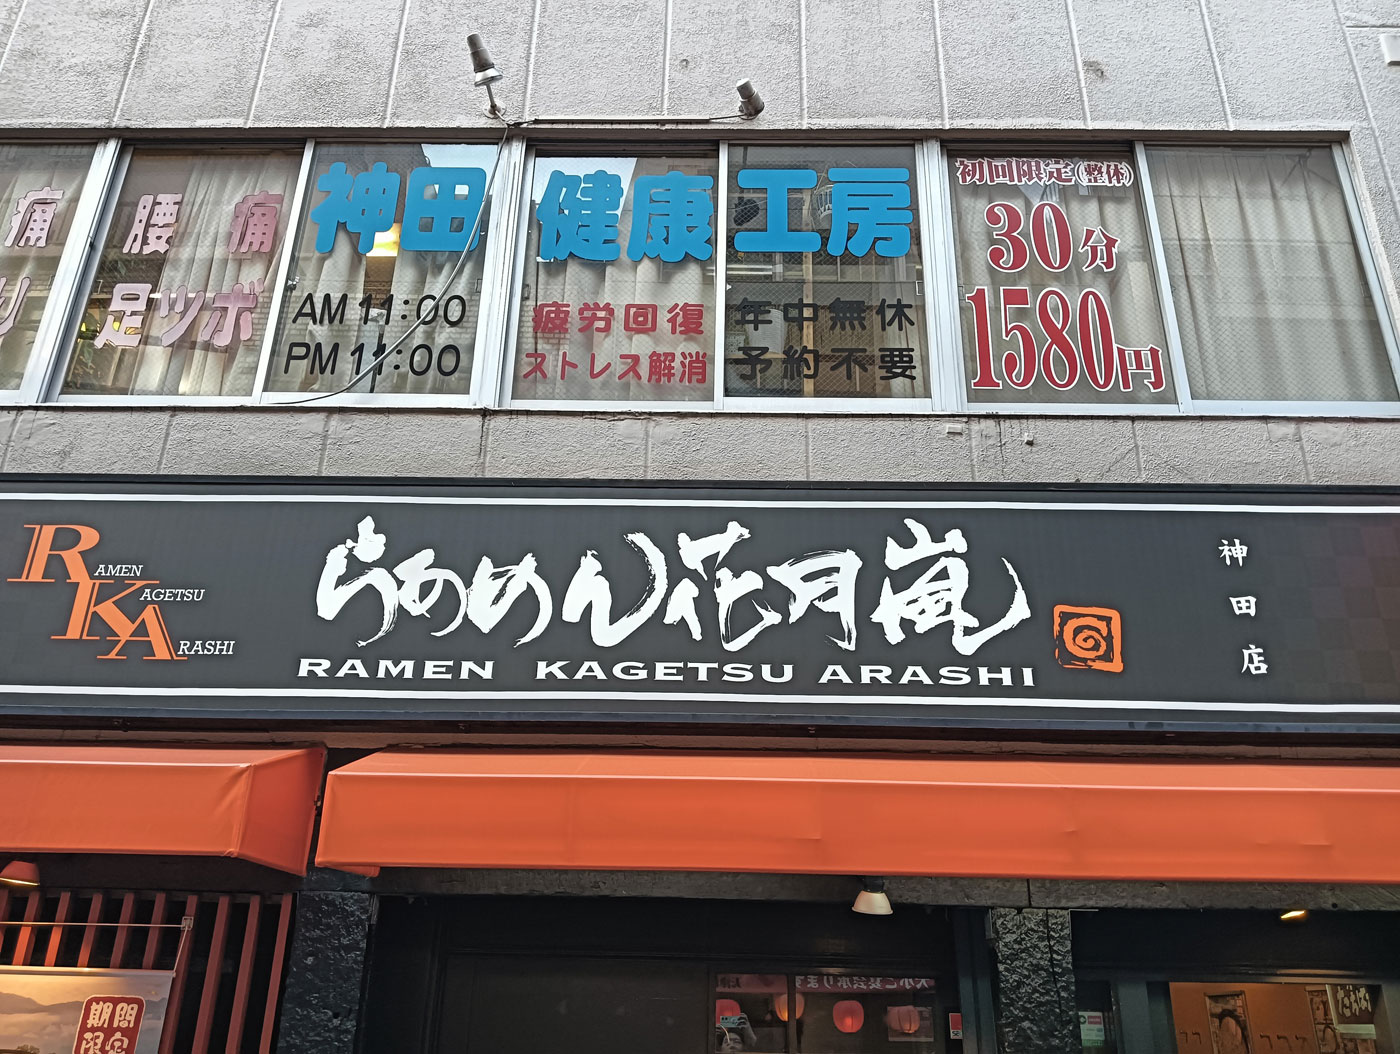 痛
腰痛
足ツボ
神田
AM 11:00
PM 11:00
健康工房
疲労回復
ストレス解消
年中無休
予約不要
初回限定(整体)
30分
1580円
RAMEN
KAGETSU
ARASHI
らあめん花月嵐
RAMEN KAGETSU ARASHI
神田店
期間
限定